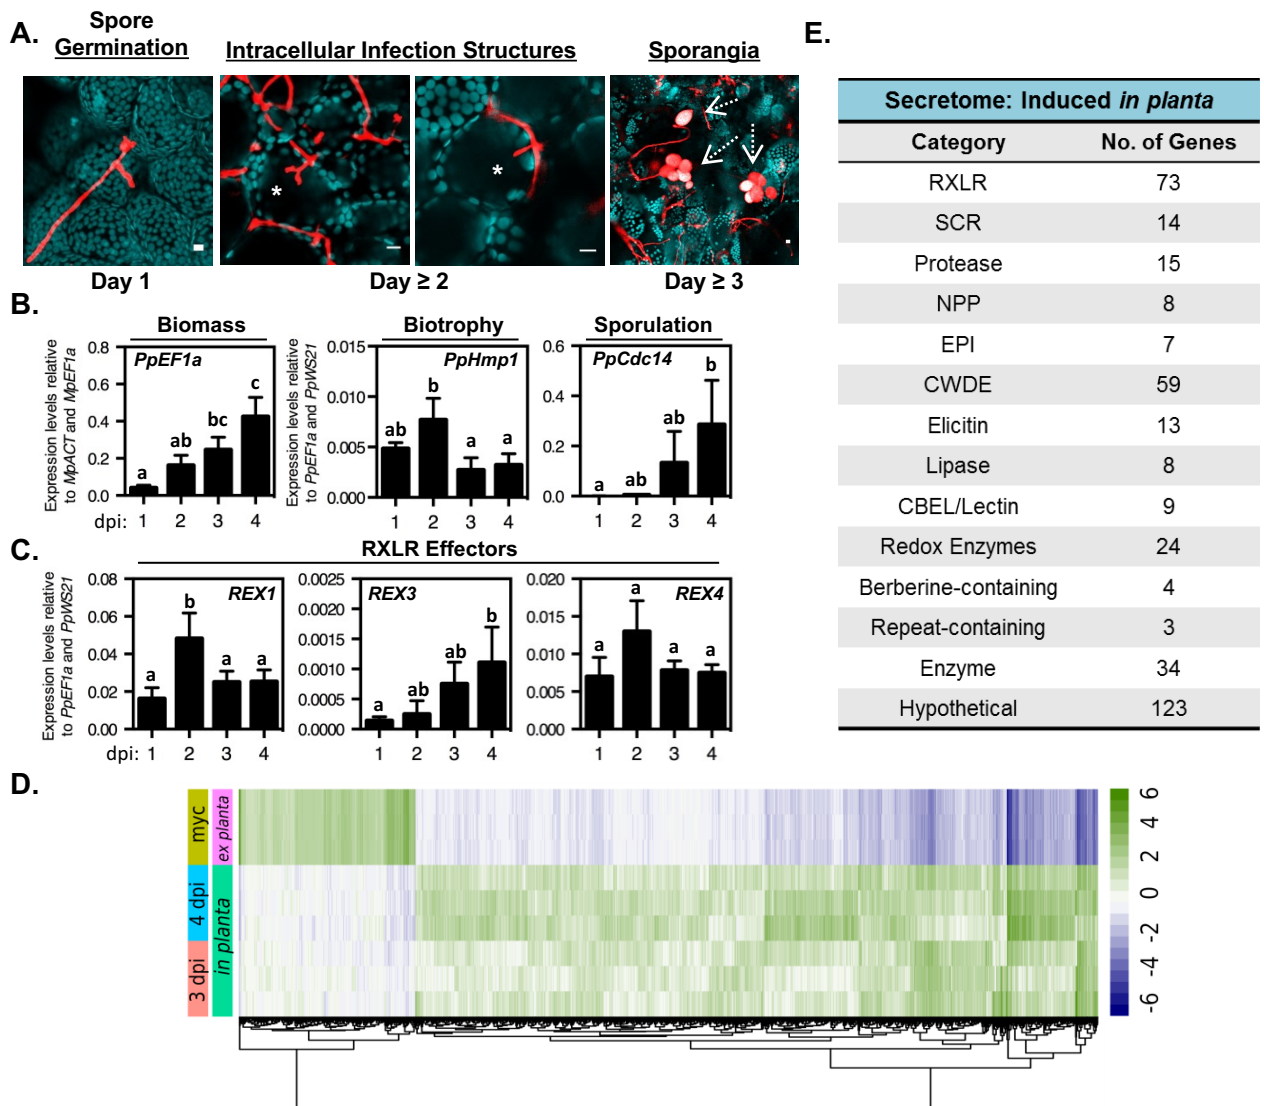 A.
Spore
Germination
Intracellular Infection Structures
Sporangia
*
*
Day 1
Day ≥ 2
Day ≥ 3
B.
Biomass
Biotrophy
Sporulation
Expression levels relative
to MpACT and MpEF1a
0.8
0.6
0.4
0.2
0.0
PpEF1a
a
ab
bc
c
dpi: 1 2 3 4
Expression levels relative
to PpEF1a and PpWS21
0.015
0.010
0.005
0.000
PpHmp1
ab
b
a
a
1 2 3 4
0.6
0.4
0.2
0.0
PpCdc14
a
ab
ab
b
1 2 3 4
C.
RXLR Effectors
Expression levels relative
to PpEF1a and PpWS21
0.08
0.06
0.04
0.02
0.00
REX1
a
b
a
a
dpi: 1 2 3 4
0.0025
0.0020
0.0015
0.0010
0.0005
0.0000
REX3
a
ab
ab
b
1 2 3 4
0.020
0.015
0.010
0.005
0.000
REX4
a
a
a
a
1 2 3 4
D.
myc
ex planta
4 dpi
3 dpi
in planta
6
4
2
0
-2
-4
-6
E.
Secretome: Induced in planta
Category No. of Genes
RXLR 73
SCR 14
Protease 15
NPP 8
EPI 7
CWDE 59
Elicitin 13
Lipase 8
CBEL/Lectin 9
Redox Enzymes 24
Berberine-containing 4
Repeat-containing 3
Enzyme 34
Hypothetical 123